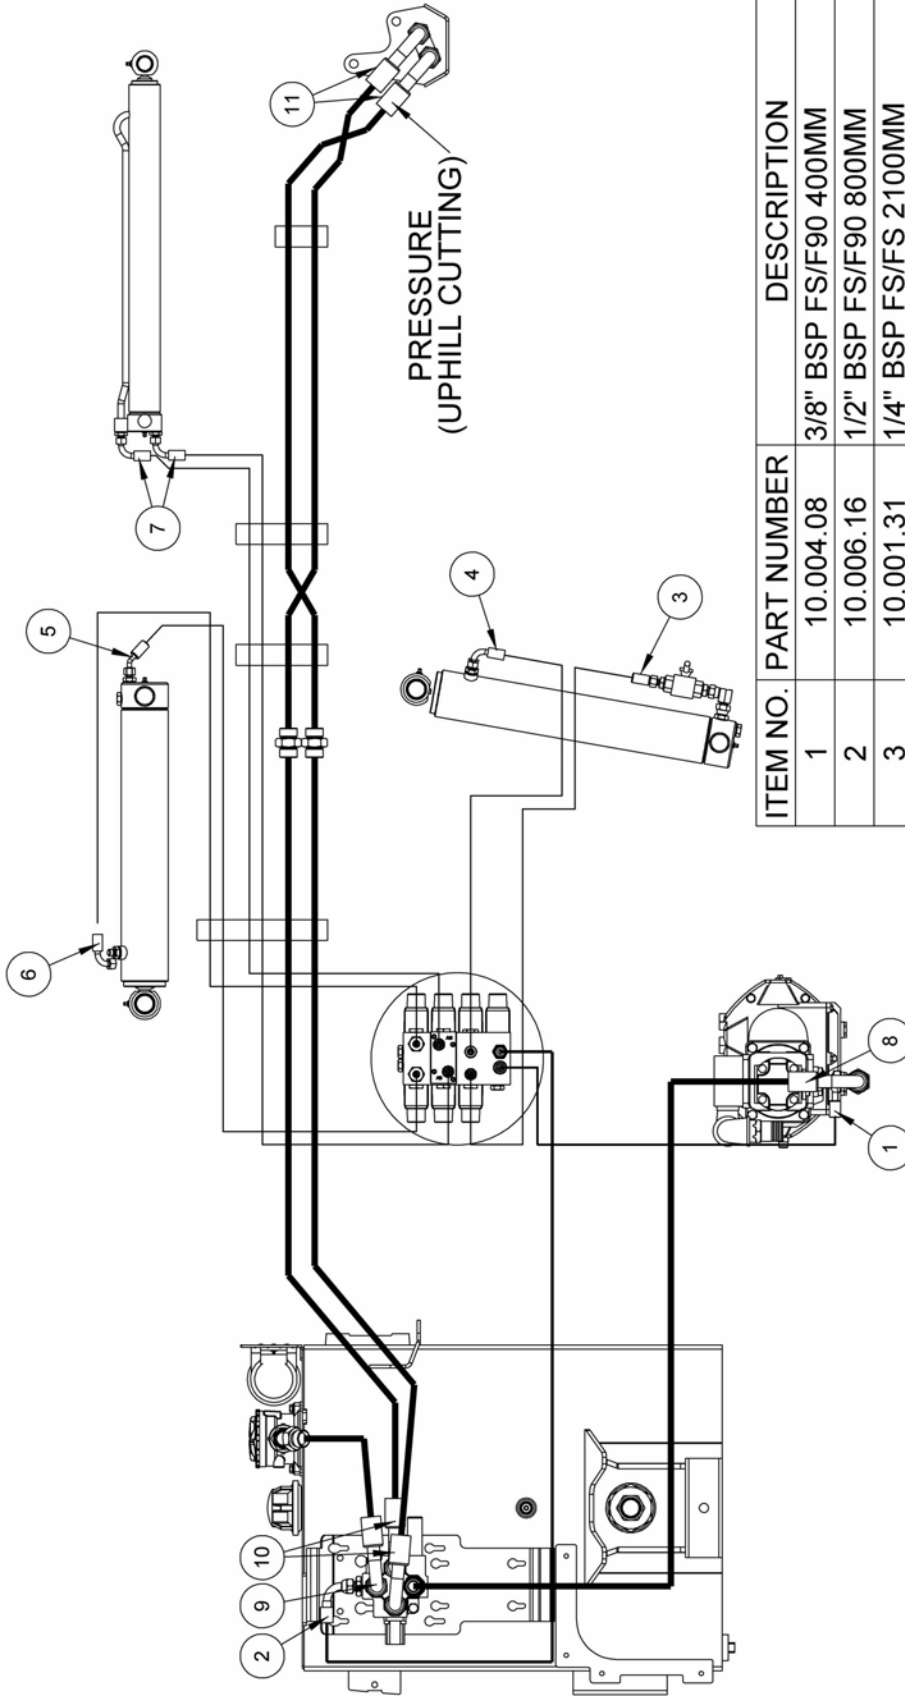 11
7
5
6
4
3
PRESSURE
(UPHILL CUTTING)
8
1
10
9
2
ITEM NO. PART NUMBER DESCRIPTION
1 10.004.08 3/8" BSP FS/F90 400MM
2 10.006.16 1/2" BSP FS/F90 800MM
3 10.001.31 1/4" BSP FS/FS 2100MM